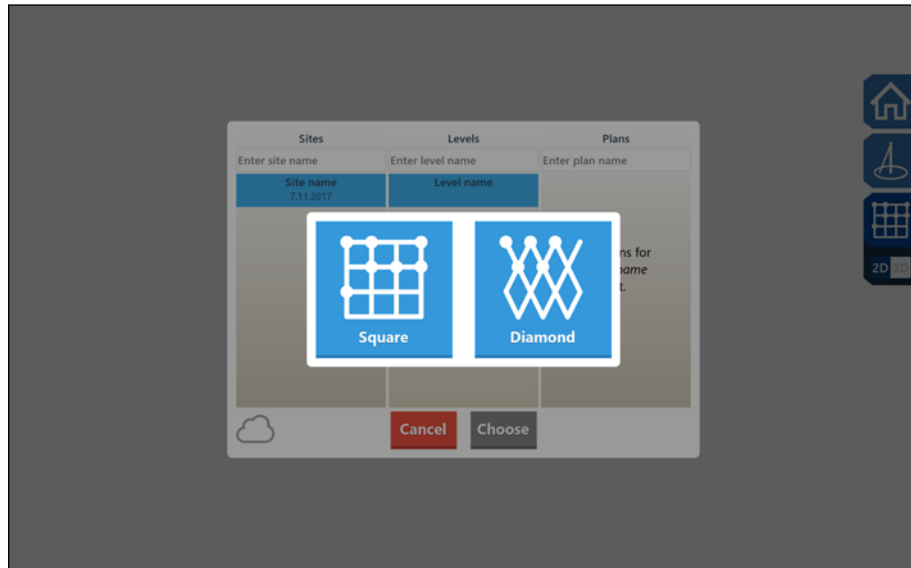 Sites Levels Plans
Enter site name Enter level name Enter plan name
Site name Level name
7.11.2017
ns for
name
t.
2D 3D
Square Diamond
Cancel Choose